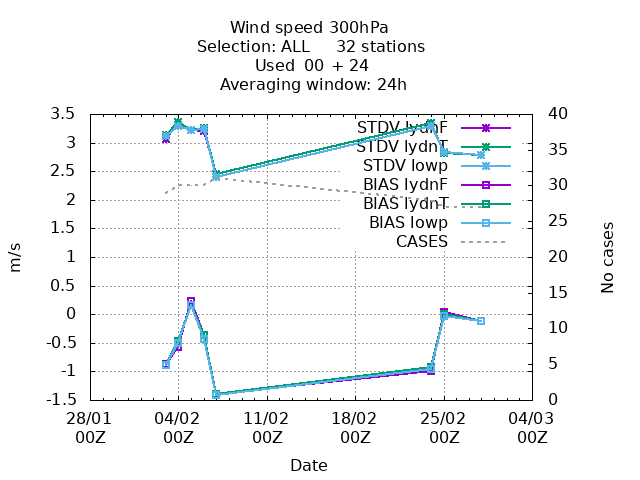 Wind speed 300hPa
Selection: ALL 32 stations
Used 00 + 24
Averaging window: 24h
3.5
3
2.5
2
1.5
1
0.5
0
-0.5
-1
-1.5
m/s
40
35
30
25
20
15
10
5
0
No cases
STDV lydnF
STDV lydnT
STDV lowp
BIAS lydnF
BIAS lydnT
BIAS lowp
CASES
28/01 04/02 11/02 18/02 25/02 04/03
00Z 00Z 00Z 00Z 00Z 00Z
Date